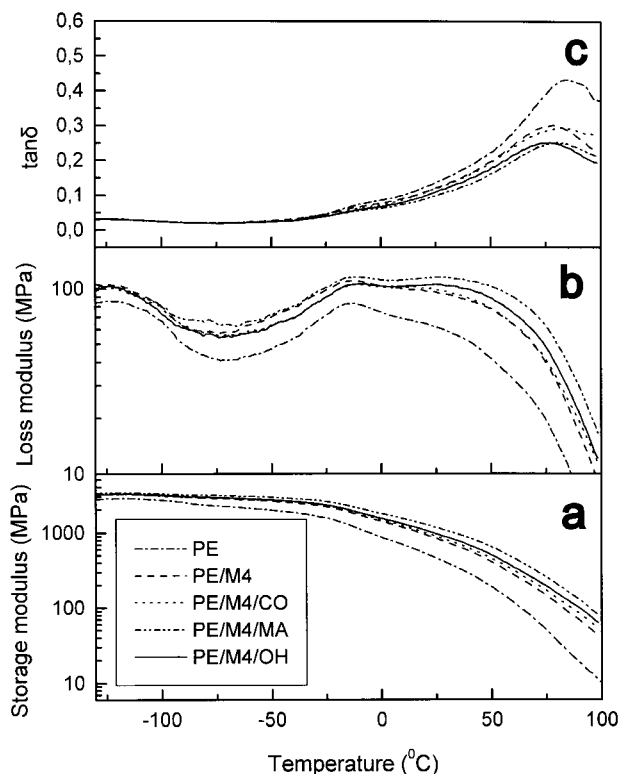 c
tanδ
0,6
0,5
0,4
0,3
0,2
0,1
0,0
b
Loss modulus (MPa)
100
10
a
Storage modulus (MPa)
1000
100
10
PE
PE/M4
PE/M4/CO
PE/M4/MA
PE/M4/OH
-100
-50
0
50
100
Temperature (⁰C)